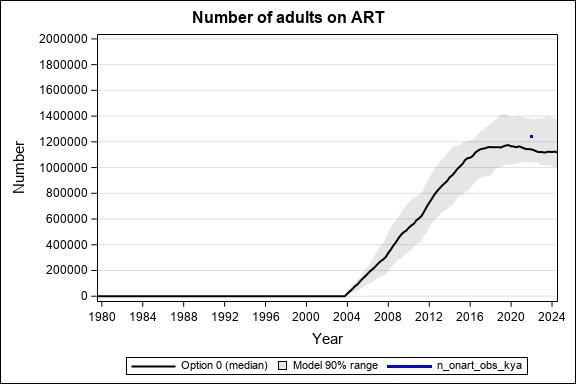 Number of adults on ART
2000000
1800000
1600000
1400000
1200000
1000000
800000
600000
400000
200000
0
Number
1980 1984 1988 1992 1996 2000 2004 2008 2012 2016 2020 2024
Year
Option 0 (median) Model 90% range n_onart_obs_kya